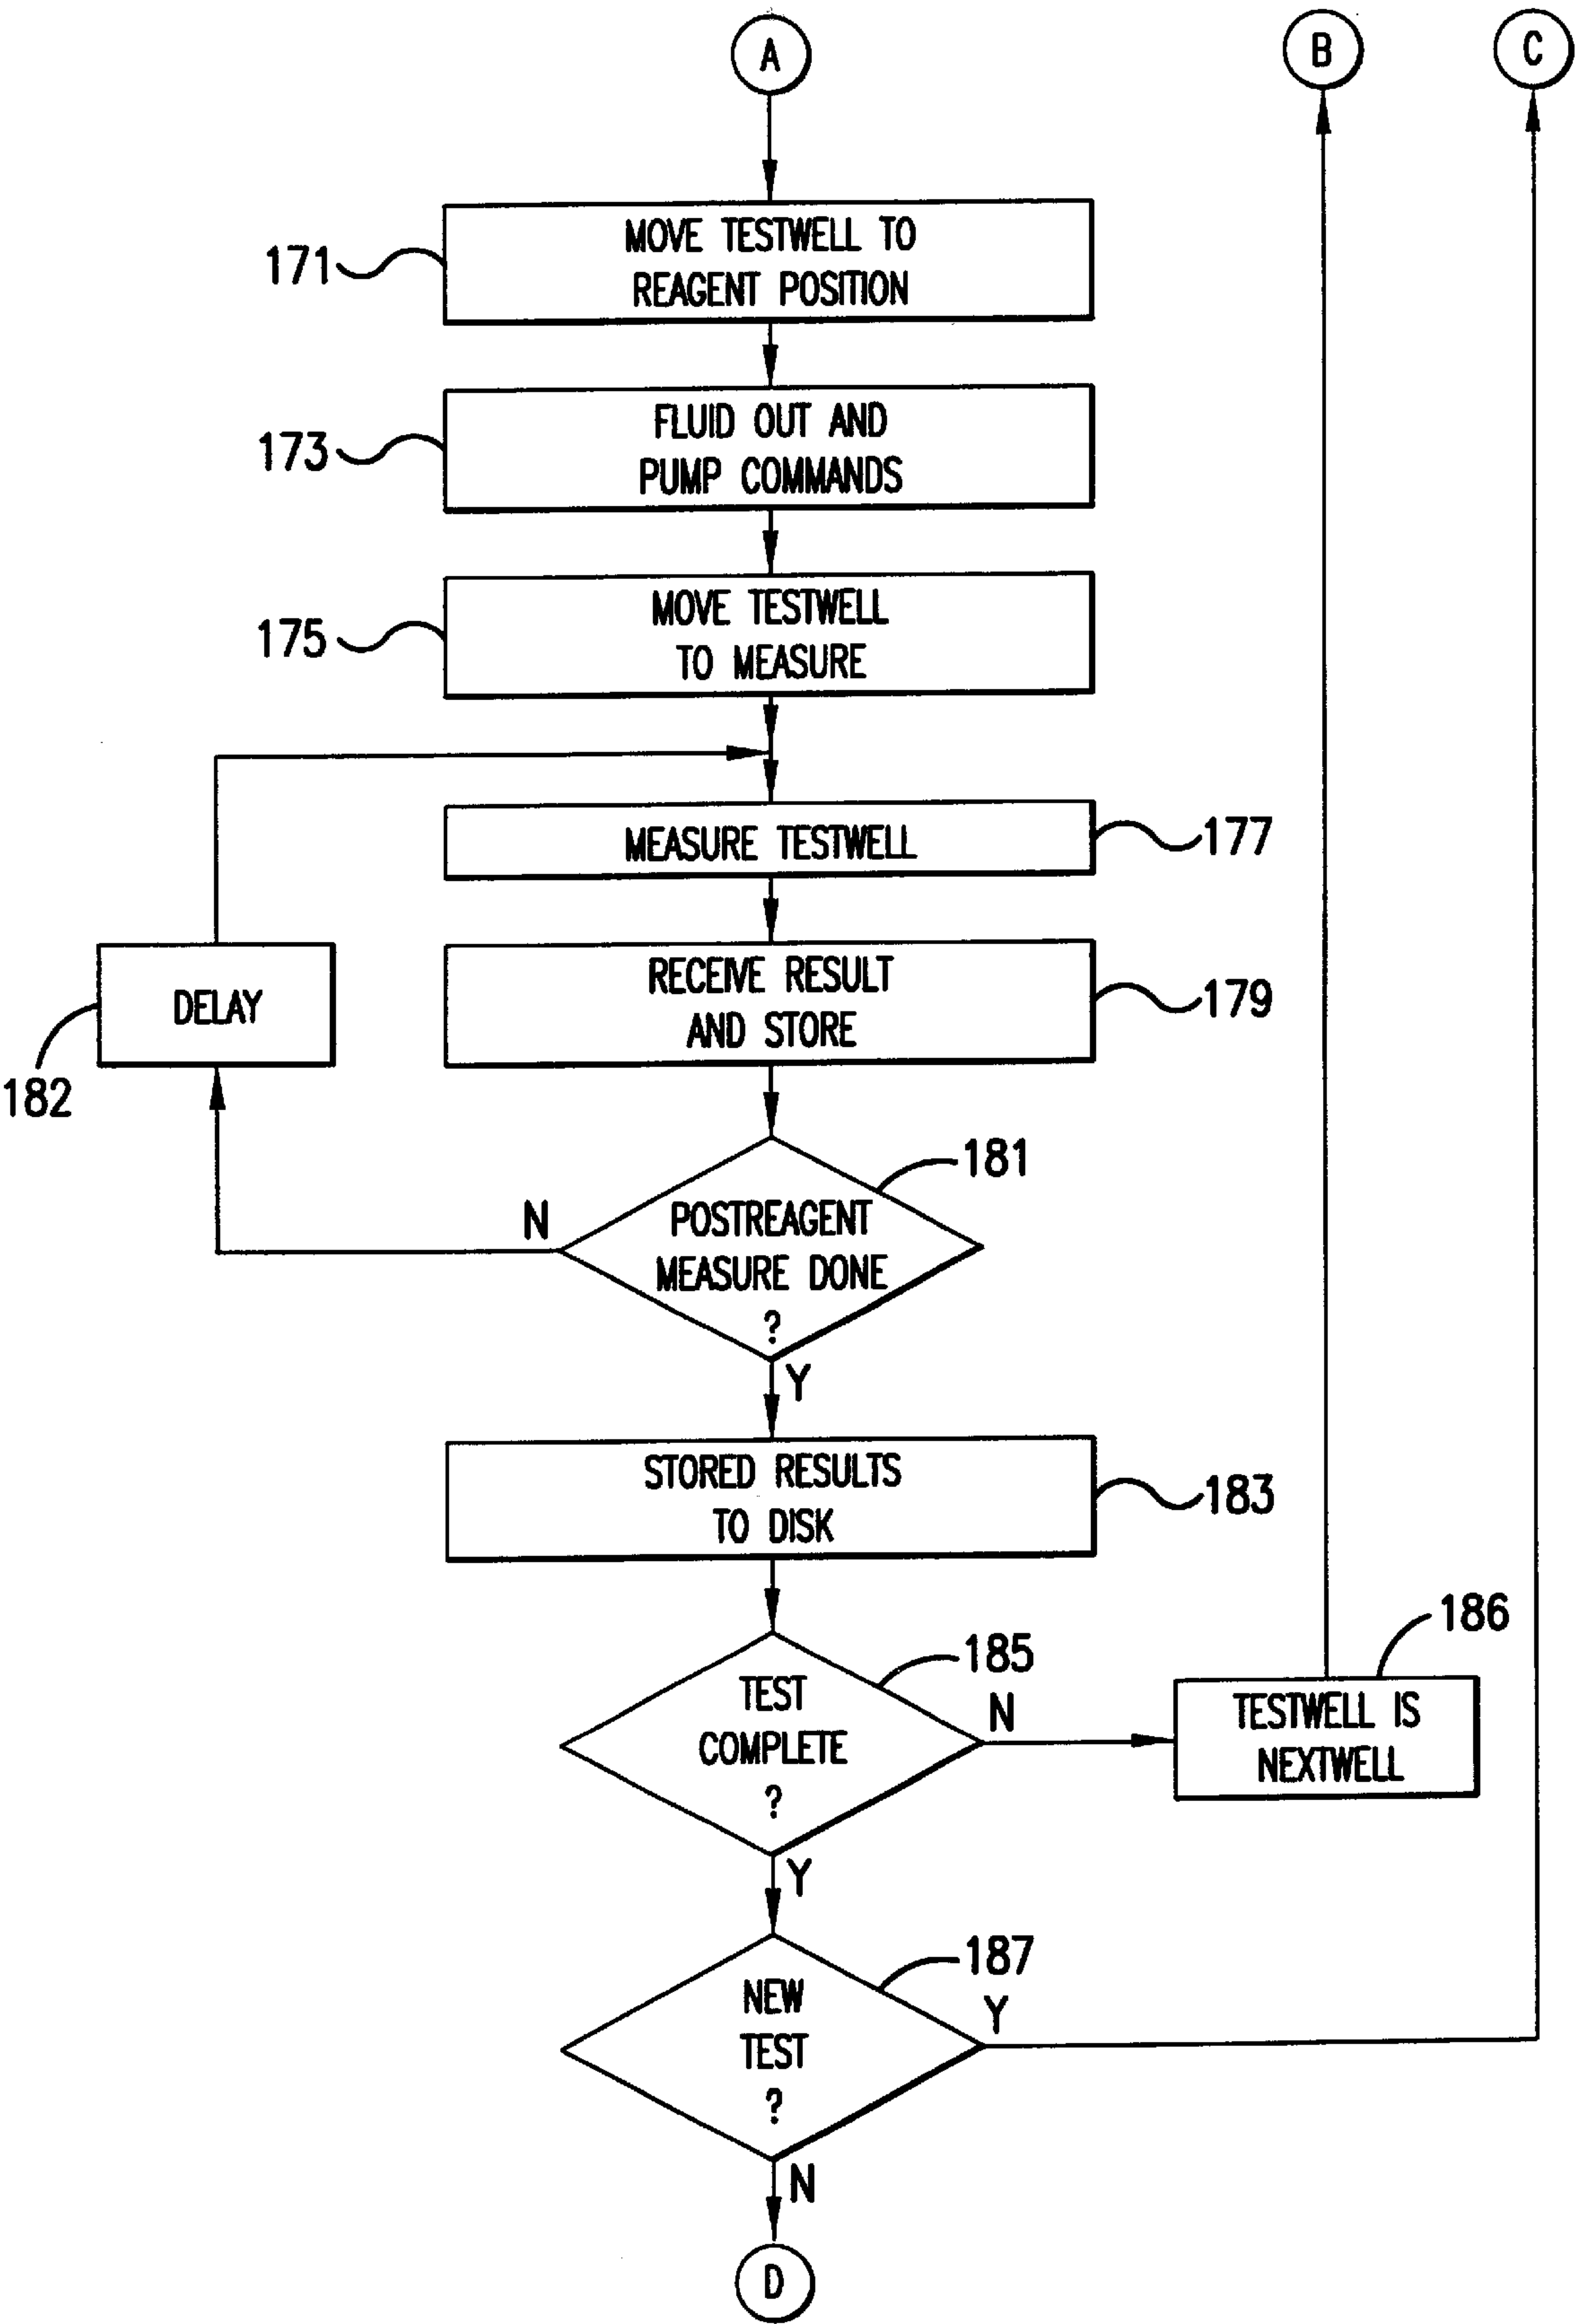 A
B
C
MOVE TESTWELL TO
REAGENT POSITION
171
FLUID OUT AND
PUMP COMMANDS
173
MOVE TESTWELL
TO MEASURE
175
MEASURE TESTWELL
177
RECEIVE RESULT
AND STORE
179
DELAY
182
181
N
POSTREAGENT
MEASURE DONE
?
Y
STORED RESULTS
TO DISK
183
185
TEST
COMPLETE
?
N
186
TESTWELL IS
NEXTWELL
Y
187
NEW
TEST
?
Y
N
D